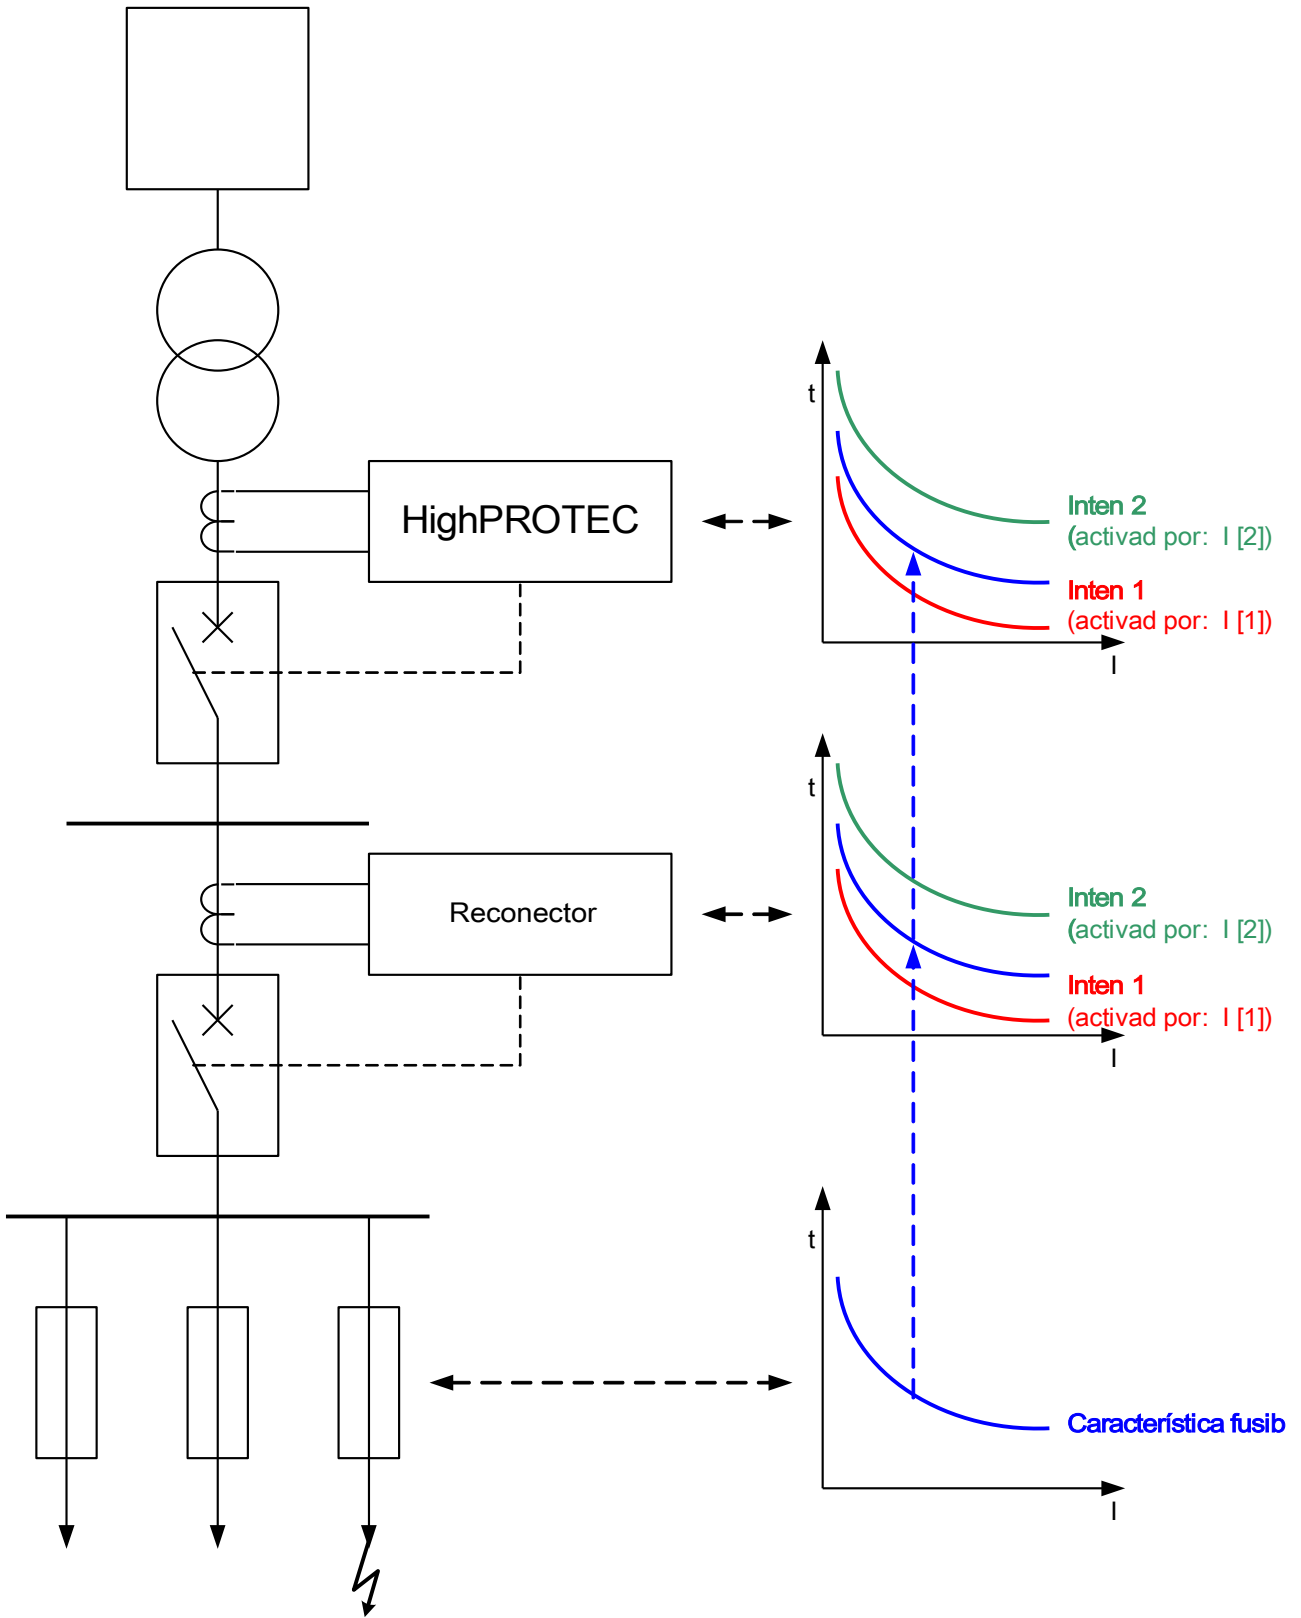 t
HighPROTEC
Inten 2
(activad por: I [2])
Inten 1
(activad por: I [1])
I
t
Reconector
Inten 2
(activad por: I [2])
Inten 1
(activad por: I [1])
I
t
Característica fusib
I